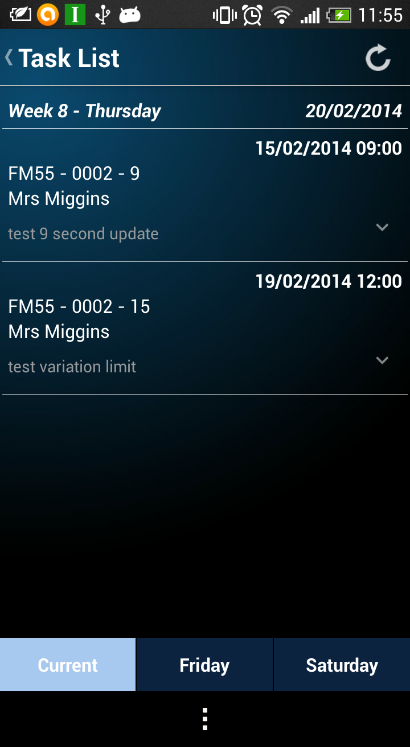 11:55
Task List
Week 8 - Thursday 20/02/2014
15/02/2014 09:00
FM55 - 0002 - 9
Mrs Miggins
test 9 second update
19/02/2014 12:00
FM55 - 0002 - 15
Mrs Miggins
test variation limit
Current Friday Saturday